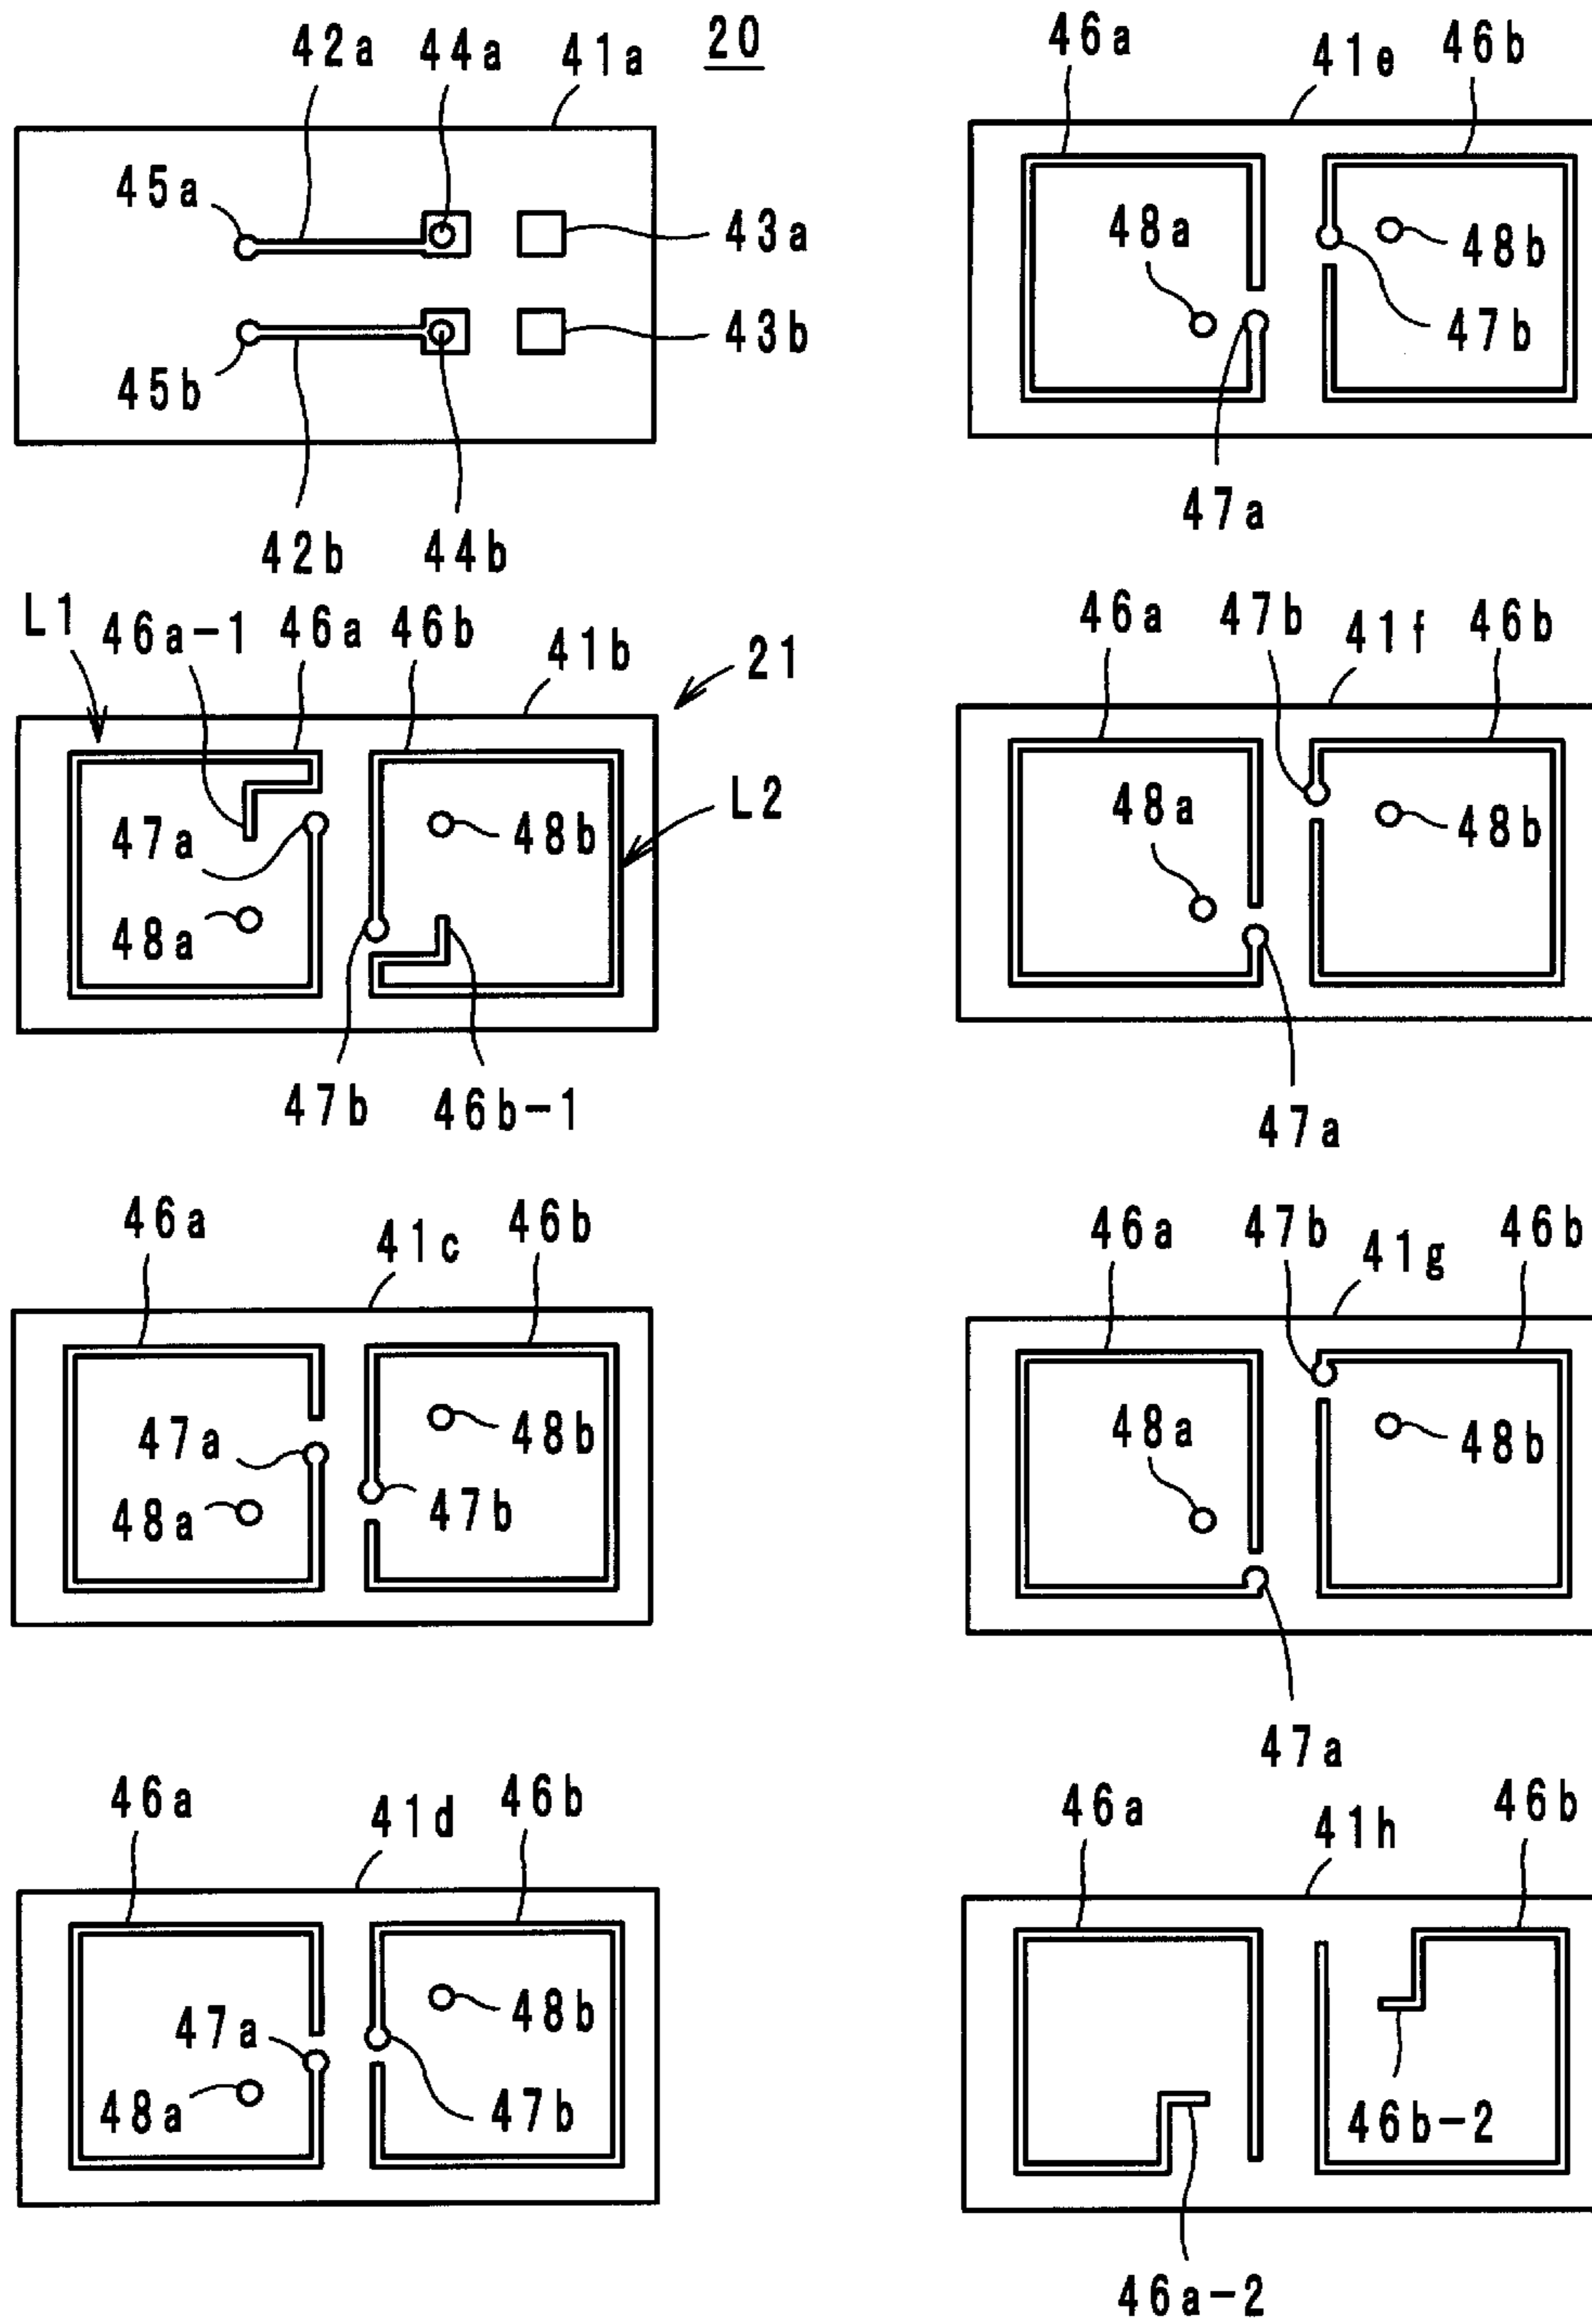 20
42a 44a 41a
45a
43a
43b
45b
42b 44b
L1 46a-1 46a 46b 41b 21
L2
47a 48b
48a
47b 46b-1
46a 41c 46b
47a 48b
48a 47b
46a 41d 46b
48b
47a
48a 47b
46a 41e 46b
48a 48b
47b
47a
46a 47b 41f 46b
48a 48b
47a
46a 47b 41g 46b
48a 48b
47a
46a 41h 46b
46b-2
46a-2